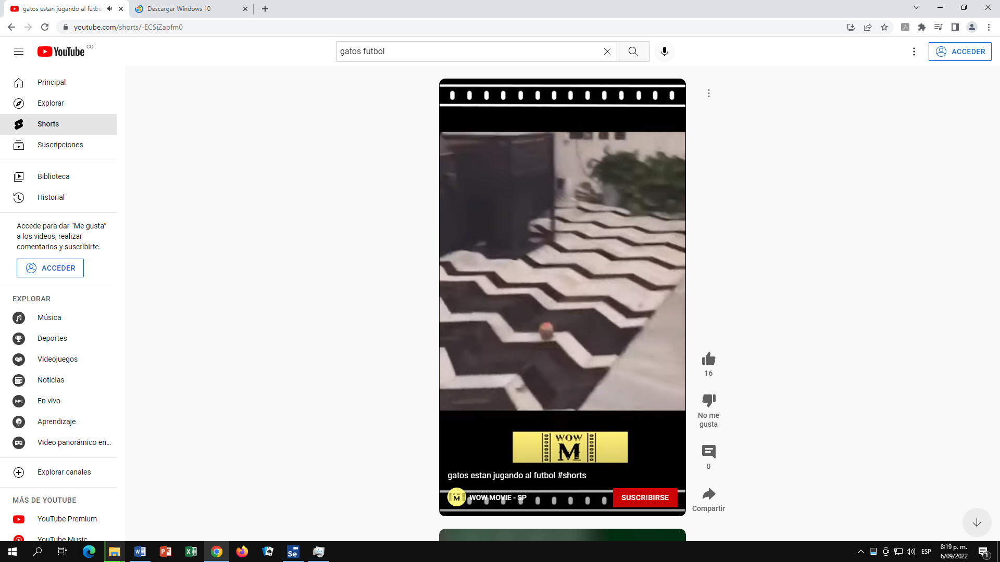 gatos estan jugando al futbo
Descargar Windows 10
youtube.com/shorts/-ECSjZapfm0
YouTube CO
gatos futbol
ACCEDER
Principal
Explorar
Shorts
Suscripciones
Biblioteca
Historial
Accede para dar “Me gusta”
a los videos, realizar
comentarios y suscribirte.
ACCEDER
EXPLORAR
Música
Deportes
Videojuegos
Noticias
En vivo
Aprendizaje
Video panorámico en...
Explorar canales
MÁS DE YOUTUBE
YouTube Premium
YouTube Music
WOW
M
gatos estan jugando al futbol #shorts
WOW
M
WOW MOVIE - SP
SUSCRIBIRSE
16
No me
gusta
0
Compartir
Se
ESP
8:19 p. m.
6/09/2022
1